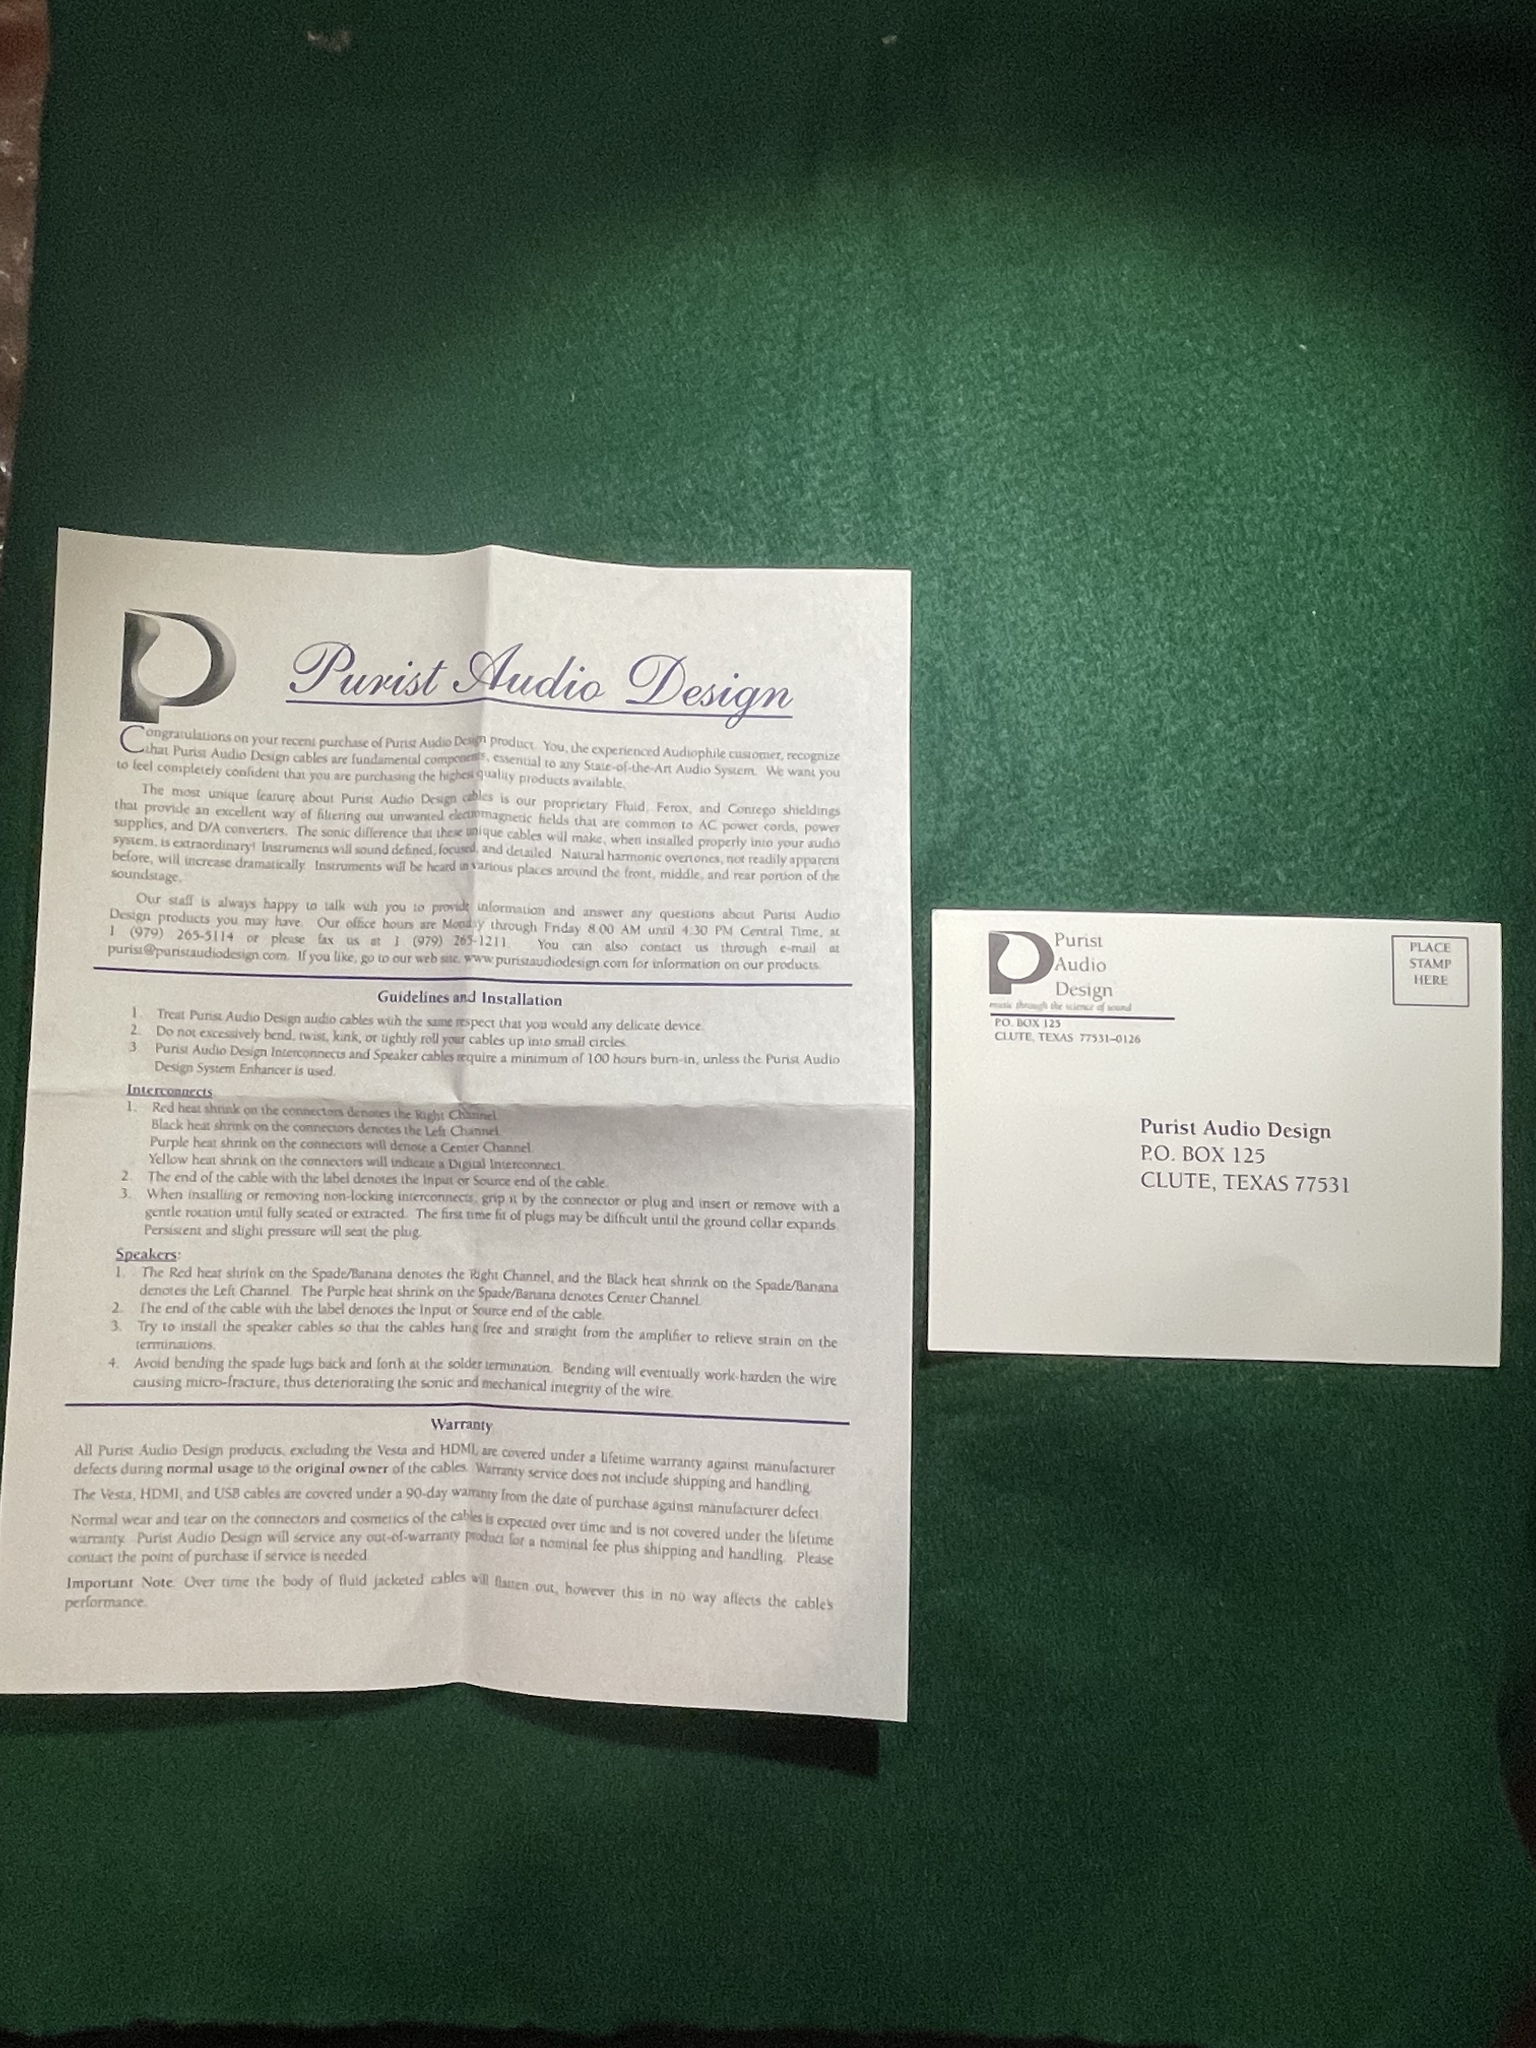 Purist Audio Design
Congratulations on your recent purchase of Purist Audio Design product. You, the experienced Audiophile customer, recognize
that Purist Audio Design cables are fundamental components, essential to any State-of-the-Art Audio System. We want you
to feel completely confident that you are purchasing the highest quality products available.
The most unique feature about Purist Audio Design cables is our proprietary Fluid, Ferox, and Contego shieldings
that provide an excellent way of filtering out unwanted electromagnetic fields that are common to AC power cords, power
supplies, and D/A converters. The sonic difference that these unique cables will make, when installed properly into your audio
system, is extraordinary! Instruments will sound defined, focused, and detailed. Natural harmonic overtones, not readily apparent
before, will increase dramatically. Instruments will be heard in various places around the front, middle, and rear portion of the
soundstage.
Our staff is always happy to talk with you to provide information and answer any questions about Purist Audio
Design products you may have. Our office hours are Monday through Friday 8:00 AM until 4:30 PM Central Time, at
1 (979) 265-5114 or please fax us at 1 (979) 265-1211. You can also contact us through e-mail at
purist@puristaudiodesign.com. If you like, go to our web site, www.puristaudiodesign.com for information on our products.
Guidelines and Installation
1. Treat Purist Audio Design audio cables with the same respect that you would any delicate device.
2. Do not excessively bend, twist, kink, or tightly roll your cables up into small circles.
3. Purist Audio Design Interconnects and Speaker cables require a minimum of 100 hours burn-in, unless the Purist Audio
Design System Enhancer is used.
Interconnects
1. Red heat shrink on the connectors denotes the Right Channel.
Black heat shrink on the connectors denotes the Left Channel.
Purple heat shrink on the connectors will denote a Center Channel.
Yellow heat shrink on the connectors will indicate a Digital Interconnect.
2. The end of the cable with the label denotes the Input or Source end of the cable.
3. When installing or removing non-locking interconnects, grip it by the connector or plug and insert or remove with a
gentle rotation until fully seated or extracted. The first time fit of plugs may be difficult until the ground collar expands.
Persistent and slight pressure will seat the plug.
Speakers:
1. The Red heat shrink on the Spade/Banana denotes the Right Channel, and the Black heat shrink on the Spade/Banana
denotes the Left Channel. The Purple heat shrink on the Spade/Banana denotes Center Channel.
2. The end of the cable with the label denotes the Input or Source end of the cable.
3. Try to install the speaker cables so that the cables hang free and straight from the amplifier to relieve strain on the
terminations.
4. Avoid bending the spade lugs back and forth at the solder termination. Bending will eventually work-harden the wire
causing micro-fracture, thus deteriorating the sonic and mechanical integrity of the wire.
Warranty
All Purist Audio Design products, excluding the Vesta and HDMI, are covered under a lifetime warranty against manufacturer
defects during normal usage to the original owner of the cables. Warranty service does not include shipping and handling.
The Vesta, HDMI, and USB cables are covered under a 90-day warranty from the date of purchase against manufacturer defect.
Normal wear and tear on the connectors and cosmetics of the cables is expected over time and is not covered under the lifetime
warranty. Purist Audio Design will service any out-of-warranty product for a nominal fee plus shipping and handling. Please
contact the point of purchase if service is needed.
Important Note: Over time the body of fluid jacketed cables will flatten out, however this in no way affects the cable's
performance.
Purist
Audio
Design
music through the science of sound
P.O. BOX 125
CLUTE, TEXAS 77531-0126
PLACE
STAMP
HERE
Purist Audio Design
P.O. BOX 125
CLUTE, TEXAS 77531